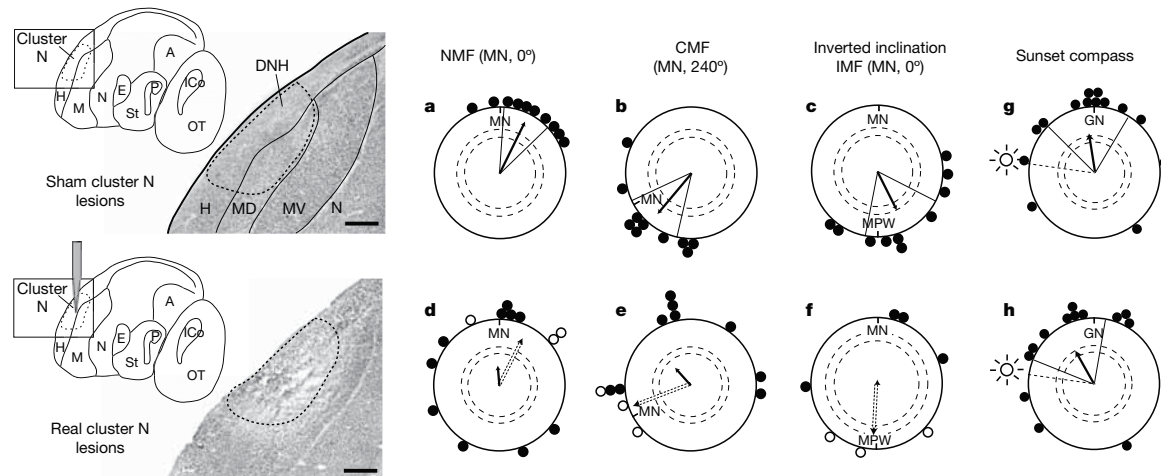 Cluster
N
A
H
M
N
E
P
St
ICo
OT
Sham cluster N
lesions
DNH
H
MD
MV
N
NMF (MN, 0º)
CMF
(MN, 240º)
Inverted inclination
IMF (MN, 0º)
Sunset compass
a
MN
b
MN
c
MN
MPW
g
GN
Cluster
N
A
H
M
N
E
P
St
ICo
OT
Real cluster N
lesions
d
MN
e
MN
f
MN
MPW
h
GN